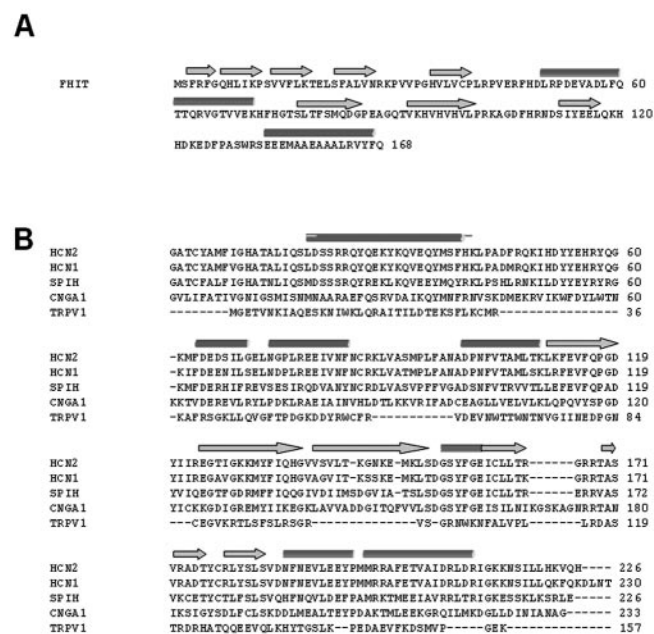 A
FHIT MSFRFGQHLIKPSVVFLKTELSFALVNRKPVVPGHVLVCPLRPVERFHDLRPDEVADLFQ 60
TTQRVGTVVEKHFHGTSLTFSMQDGPEAGQTVKHVHVHVLPRKAGDFHRNDSIYEELQKH 120
HDKEDFPASWRSEEEMAAEAAALRVYFQ 168
B
HCN2 GATCYAMFIGHATALIQSLDSSRRQYQEKYKQVEQYMSFHKLPADFRQKIHDYYEHRYQG 60
HCN1 GATCYAMFVGHATALIQSLDSSRRQYQEKYKQVEQYMSFHKLPADMRQKIHDYYEHRYQG 60
SPIH GATCFALFIGHATNLIQSMDSSRRQYREKLKQVEEYMQYRKLPSHLRNKILDYYEYRYRG 60
CNGA1 GVLIFATIVGNIGSMISNMNAARAEFQSRVDAIKQYMNFRNVSKDMEKRVIKWFDYLWTN 60
TRPV1 ---------MGETVNKIAQESKNIWKLQRAITILDTEKSFLKCMR--------------- 36
HCN2 -KMFDEDSILGELNGPLREEIVNFNCRKLVASMPLFANADPNFVTAMLTKLKFEVFQPGD 119
HCN1 -KIFDEENILNELNDPLREEIVNFNCRKLVATMPLFANADPNFVTAMLSKLRFEVFQPGD 119
SPIH -KMFDERHIFREVSESIRQDVANYNCRDLVASVPFFVGADSNFVTRVVTLLEFEVFQPAD 119
CNGA1 KKTVDEREVLRYLPDKLRAEIAINVHLDTLKKVRIFADCEAGLLVELVLKLQPQVYSPGD 120
TRPV1 -KAFRSGKLLQVGFTPDGKDDYRWCFR-----------VDEVNWTTWNTNVGIINEDPGN 84
HCN2 YIIREGTIGKKMYFIQHGVVSVLT-KGNKE-MKLSDGSYFGEICLLTR------GRRTAS 171
HCN1 YIIREGAVGKKMYFIQHGVAGVIT-KSSKE-MKLTDGSYFGEICLLTK------GRRTAS 171
SPIH YVIQEGTFGDRMFFIQQGIVDIIMSDGVIA-TSLSDGSYFGEICLLTR------ERRVAS 172
CNGA1 YICKKGDIGREMYIIKEGKLAVVADDGITQFVVLSDGSYFGEISILNIKGSKAGNRRTAN 180
TRPV1 ---CEGVKRTLSFSLRSGR--------------VS-GRNWKNFALVPL------LRDAS 119
HCN2 VRADTYCRLYSLSVDNFNEVLEEYPMMRRAFETVAIDRLDRIGKKNSILLHKVQH---- 226
HCN1 VRADTYCRLYSLSVDNFNEVLEEYPMMRRAFETVAIDRLDRIGKKNSILLQKFQKDLNT 230
SPIH VKCETYCTLFSLSVQHFNQVLDEFPAMRKTMEEIAVRRLTRIGKESSKLKSRLE----- 226
CNGA1 IKSIGYSDLFCLSKDDLMEALTEYPDAKTMLEEKGRQILMKDGLLDINIANAG------ 233
TRPV1 TRDRHATQQEEVQLKHYTGSLK--PEDAEVFKDSMVP-----GEK-------------- 157